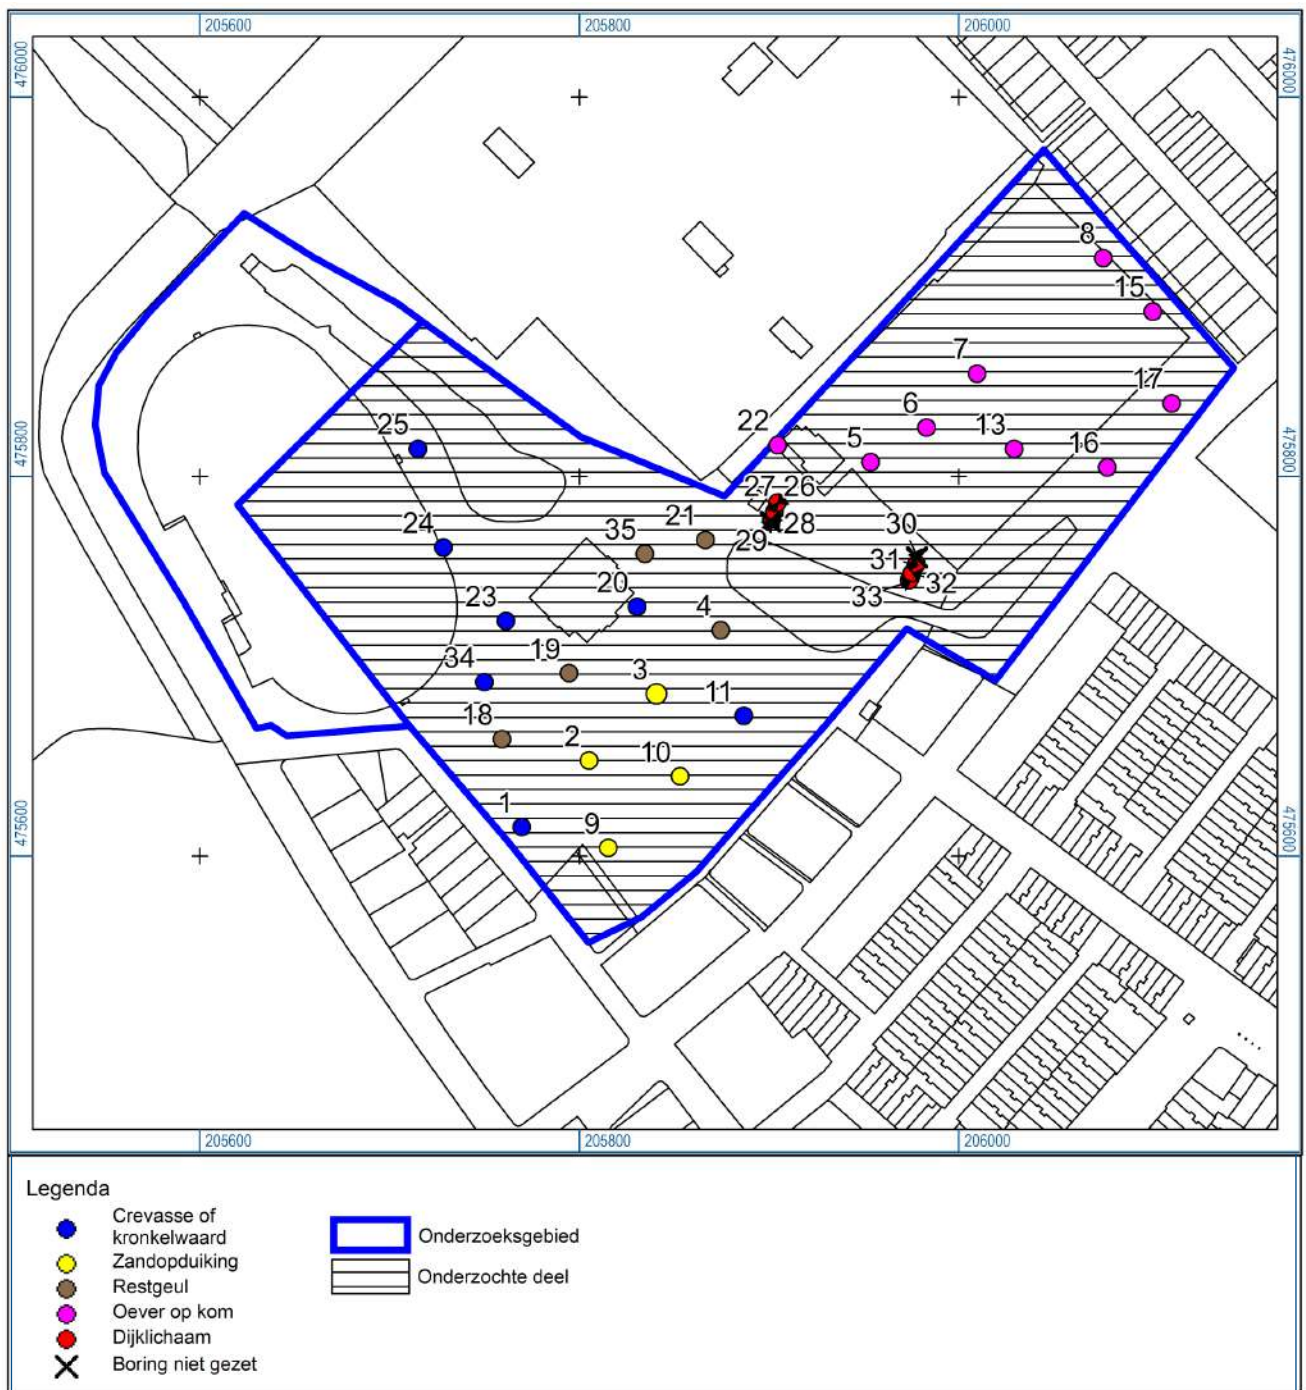 205600 205800 206000
476000 476000
8
15
7
17
22 6 13
25 5 16
475800 475800
27 26
21 28 30
24 35 29
31
20 32
23 4 33
19
34 3
11
18
2 10
1 9
475600 475600
205600 205800 206000
Legenda
Crevasse of
kronkelwaard
Zandopduiking
Restgeul
Oever op kom
Dijklichaam
Boring niet gezet
Onderzoeksgebied
Onderzochte deel